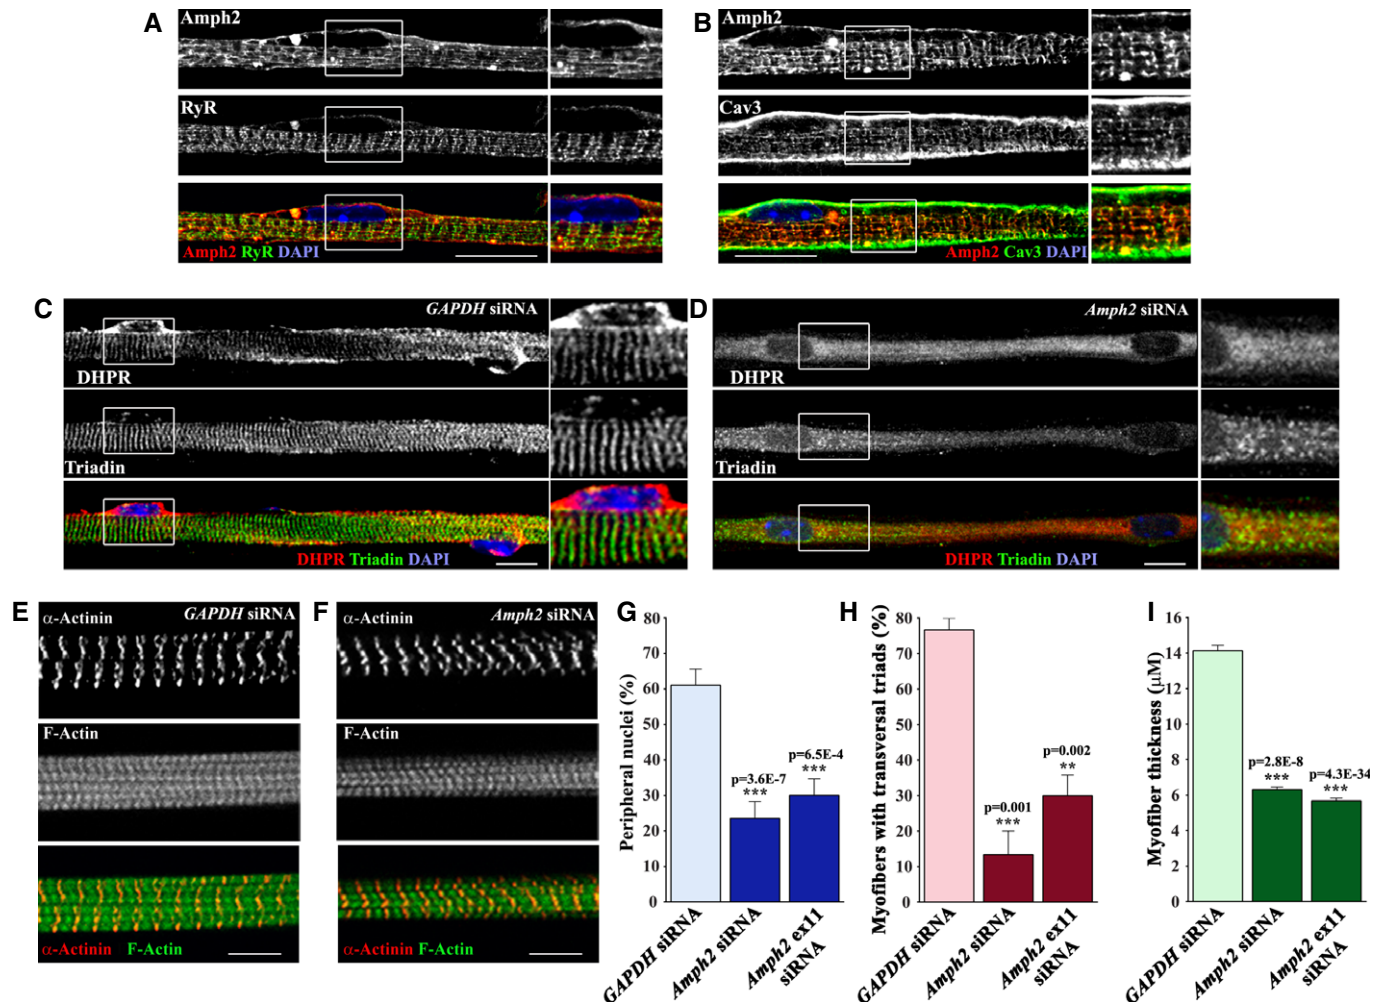 A
Amph2
RyR
Amph2 RyR DAPI
B
Amph2
Cav3
Amph2 Cav3 DAPI
C
GAPDH siRNA
DHPR
Triadin
DHPR Triadin DAPI
D
Amph2 siRNA
DHPR
Triadin
DHPR Triadin DAPI
E
α-Actinin
GAPDH siRNA
F-Actin
α-Actinin F-Actin
F
α-Actinin
Amph2 siRNA
F-Actin
α-Actinin F-Actin
G
Peripheral nuclei (%)
80
70
60
50
40
30
20
10
0
p=3.6E-7
***
p=6.5E-4
***
GAPDH siRNA
Amph2 siRNA
Amph2 ex11
siRNA
H
Myofibers with transversal triads (%)
80
70
60
50
40
30
20
10
0
p=0.001
***
p=0.002
**
GAPDH siRNA
Amph2 siRNA
Amph2 ex11
siRNA
I
Myofiber thickness (μM)
16
14
12
10
8
6
4
2
0
p=2.8E-8
***
p=4.3E-34
***
GAPDH siRNA
Amph2 siRNA
Amph2 ex11
siRNA